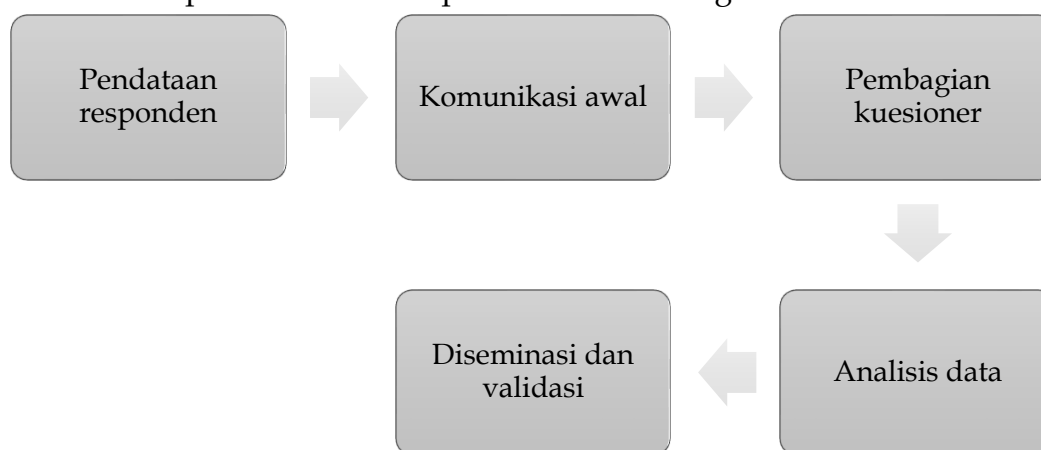 Pendataan
responden
Komunikasi awal
Pembagian
kuesioner
Analisis data
Diseminasi dan
validasi